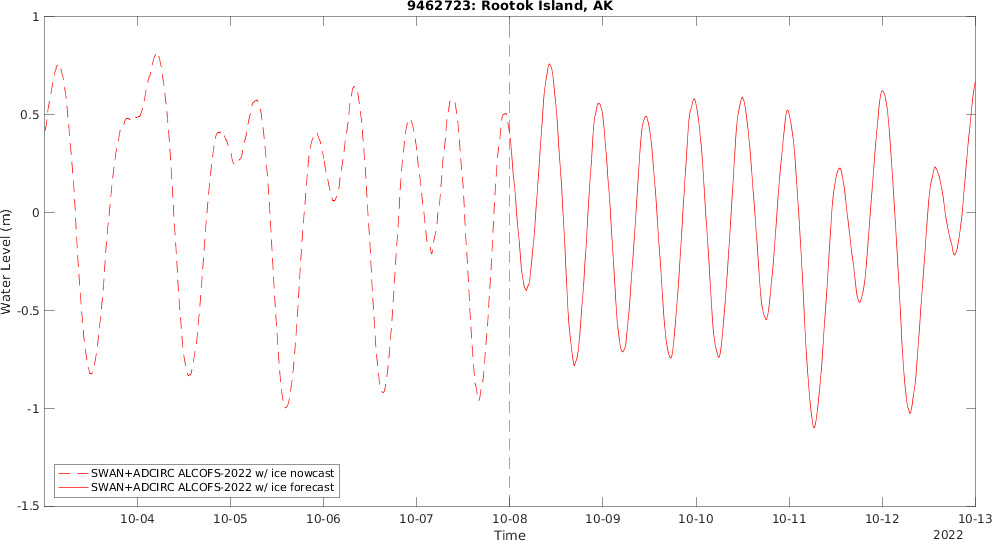 9462723: Rootok Island, AK
1
0.5
0
-0.5
-1
-1.5
Water Level (m)
SWAN+ADCIRC ALCOFS-2022 w/ ice nowcast
SWAN+ADCIRC ALCOFS-2022 w/ ice forecast
10-04 10-05 10-06 10-07 10-08 10-09 10-10 10-11 10-12 10-13
Time
2022